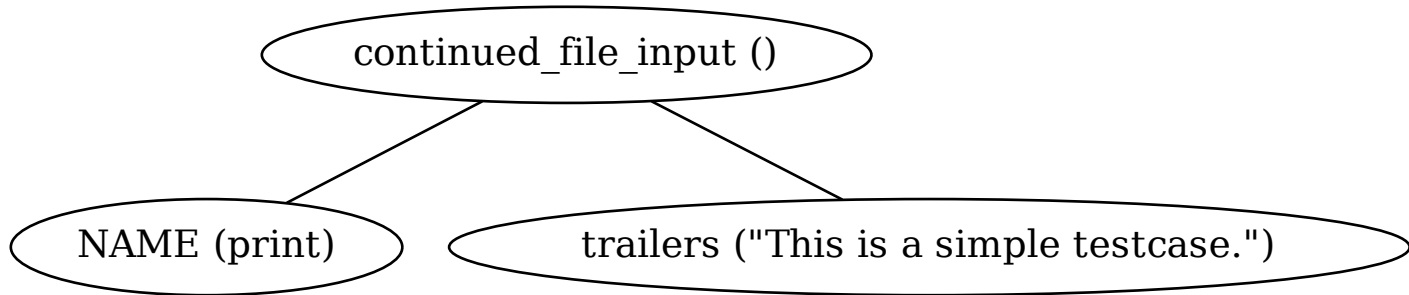 continued_file_input ()
NAME (print)
trailers ("This is a simple testcase.")